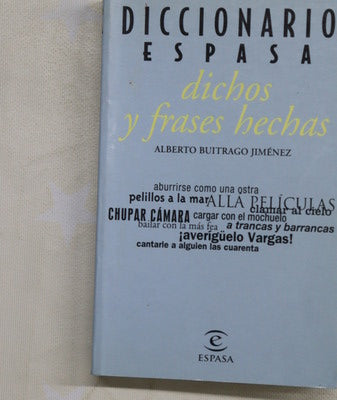 DICCIONARIO
ESPASA
dichos
y frases hechas
ALBERTO BUITRAGO JIMÉNEZ
aburrirse como una ostra
pelillos a la mar
ALLA PELÍCULAS
clamar al cielo
CHUPAR CÁMARA
cargar con el mochuelo
a trancas y barrancas
bailar con la más fea
¡averigüelo Vargas!
cantarle a alguien las cuarenta
e
ESPASA